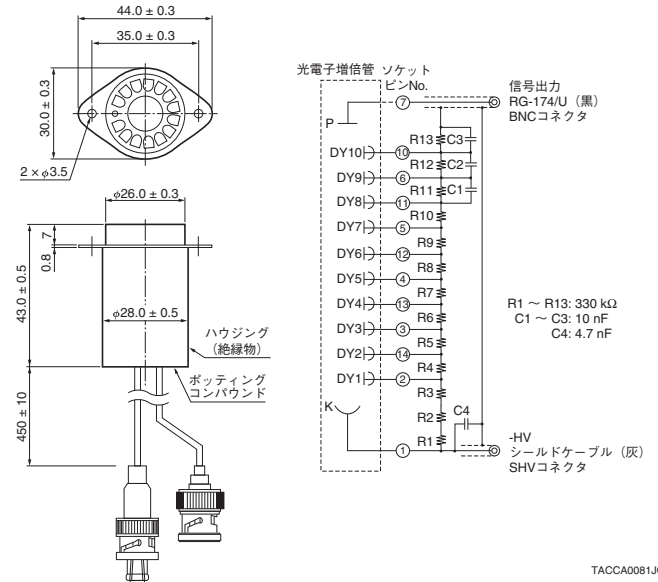 44.0 ± 0.3
35.0 ± 0.3
30.0 ± 0.3
2 × φ3.5
φ26.0 ± 0.3
7
0.8
43.0 ± 0.5
φ28.0 ± 0.5
ハウジング
（絶縁物）
ポッティング
コンパウンド
450 ± 10
光電子増倍管
ソケット
ピンNo.
信号出力
RG-174/U（黒）
BNCコネクタ
P
7
R13
C3
DY10
10
R12
C2
DY9
6
R11
C1
DY8
11
R10
DY7
5
R9
DY6
12
R8
DY5
4
R7
DY4
13
R6
DY3
3
R5
DY2
14
R4
DY1
2
R3
K
R2
C4
R1
1
R1 ～ R13: 330 kΩ
C1 ～ C3: 10 nF
C4: 4.7 nF
-HV
シールドケーブル（灰）
SHVコネクタ